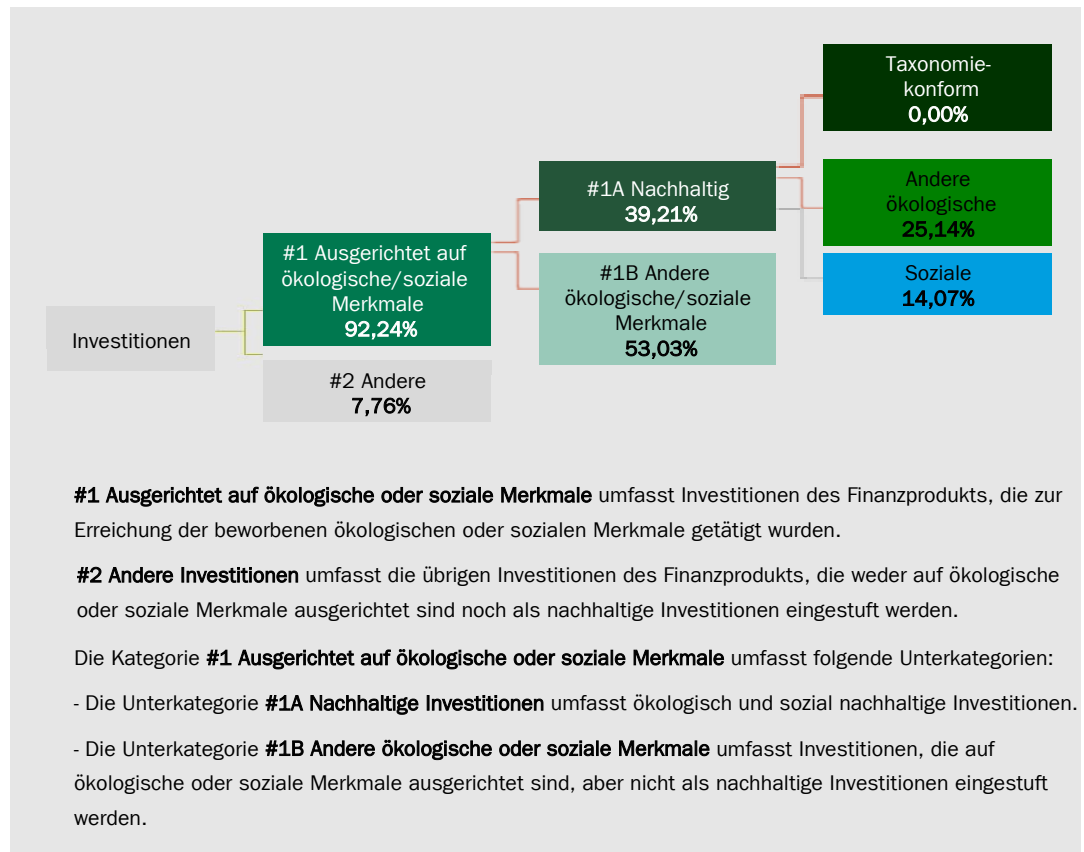 Taxonomie-
konform
0,00%
#1A Nachhaltig
39,21%
Andere
ökologische
25,14%
#1 Ausgerichtet auf
ökologische/soziale
Merkmale
92,24%
#1B Andere
ökologische/soziale
Merkmale
53,03%
Soziale
14,07%
Investitionen
#2 Andere
7,76%
#1 Ausgerichtet auf ökologische oder soziale Merkmale umfasst Investitionen des Finanzprodukts, die zur
Erreichung der beworbenen ökologischen oder sozialen Merkmale getätigt wurden.
#2 Andere Investitionen umfasst die übrigen Investitionen des Finanzprodukts, die weder auf ökologische
oder soziale Merkmale ausgerichtet sind noch als nachhaltige Investitionen eingestuft werden.
Die Kategorie #1 Ausgerichtet auf ökologische oder soziale Merkmale umfasst folgende Unterkategorien:
- Die Unterkategorie #1A Nachhaltige Investitionen umfasst ökologisch und sozial nachhaltige Investitionen.
- Die Unterkategorie #1B Andere ökologische oder soziale Merkmale umfasst Investitionen, die auf
ökologische oder soziale Merkmale ausgerichtet sind, aber nicht als nachhaltige Investitionen eingestuft
werden.